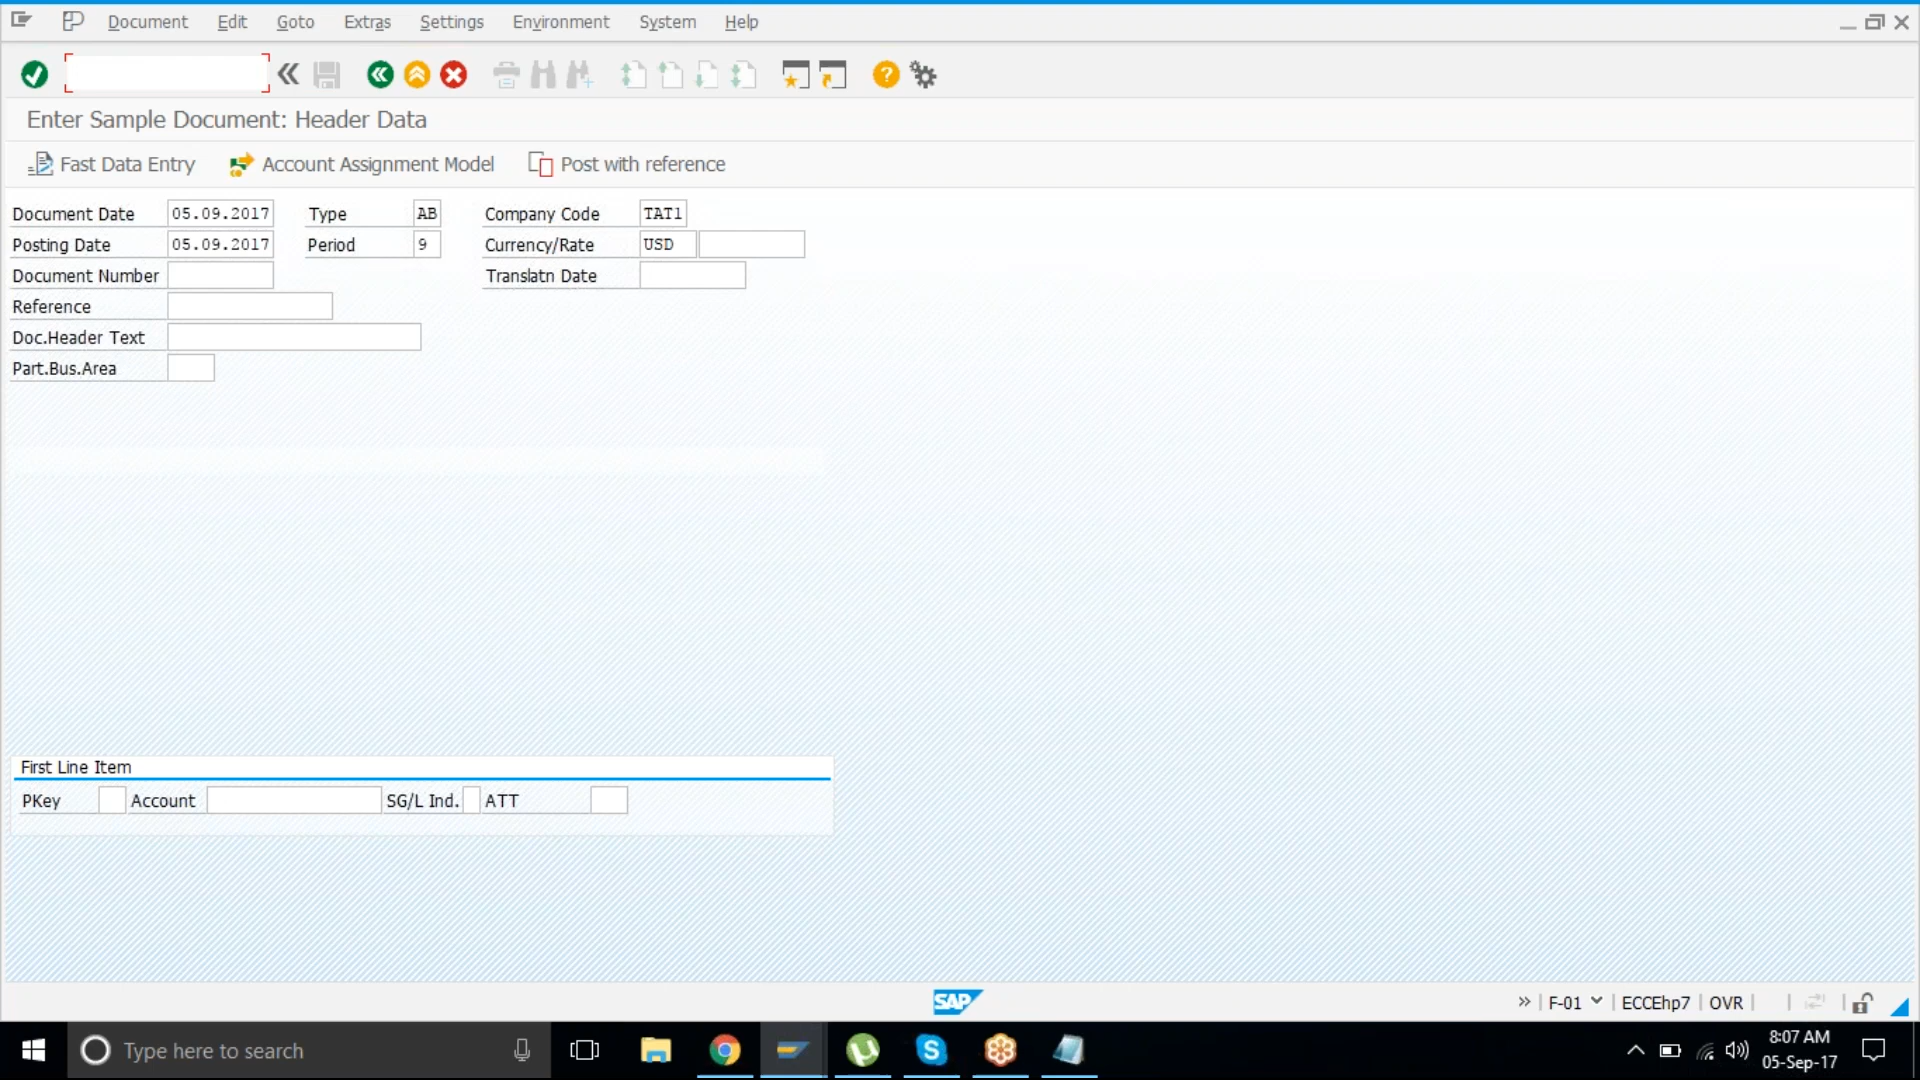 Document Edit Goto Extras Settings Environment System Help
Enter Sample Document: Header Data
Fast Data Entry Account Assignment Model Post with reference
Document Date 05.09.2017 Type AB Company Code TAT1
Posting Date 05.09.2017 Period 9 Currency/Rate USD
Document Number Translatn Date
Reference
Doc.Header Text
Part.Bus.Area
First Line Item
PKey Account SG/L Ind. ATT
SAP F-01 ECCEhp7 OVR
Type here to search
8:07 AM
05-Sep-17